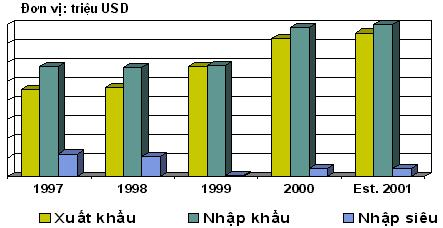 Đơn vị: triệu USD
1997 1998 1999 2000 Est. 2001
Xuất khẩu Nhập khẩu Nhập siêu